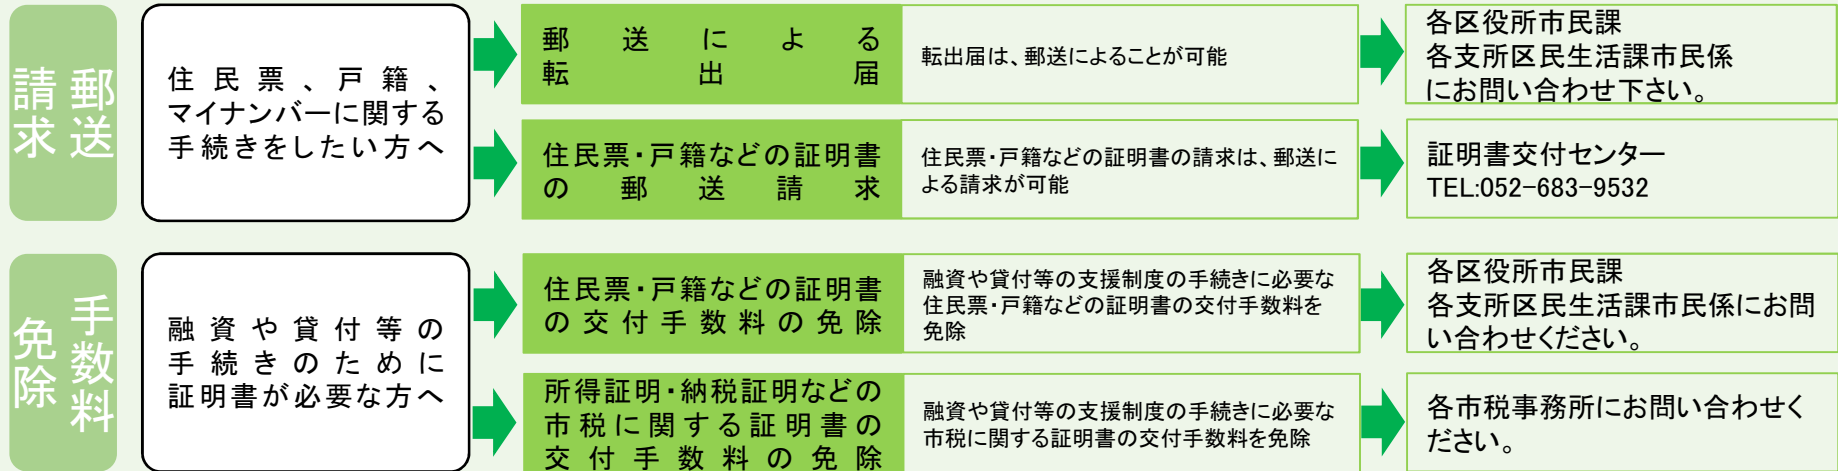 郵送
請求
住民票、戸籍、
マイナンバーに関する
手続きをしたい方へ
郵送による
転出届
転出届は、郵送によることが可能
各区役所市民課
各支所区民生活課市民係
にお問い合わせ下さい。
住民票・戸籍などの証明書
の郵送請求
住民票・戸籍などの証明書の請求は、郵送に
よる請求が可能
証明書交付センター
TEL:052-683-9532
手数料
免除
融資や貸付等の
手続きのために
証明書が必要な方へ
住民票・戸籍などの証明書
の交付手数料の免除
融資や貸付等の支援制度の手続きに必要な
住民票・戸籍などの証明書の交付手数料を
免除
各区役所市民課
各支所区民生活課市民係にお問
い合わせください。
所得証明・納税証明などの
市税に関する証明書の
交付手数料の免除
融資や貸付等の支援制度の手続きに必要な
市税に関する証明書の交付手数料を免除
各市税事務所にお問い合わせく
ださい。